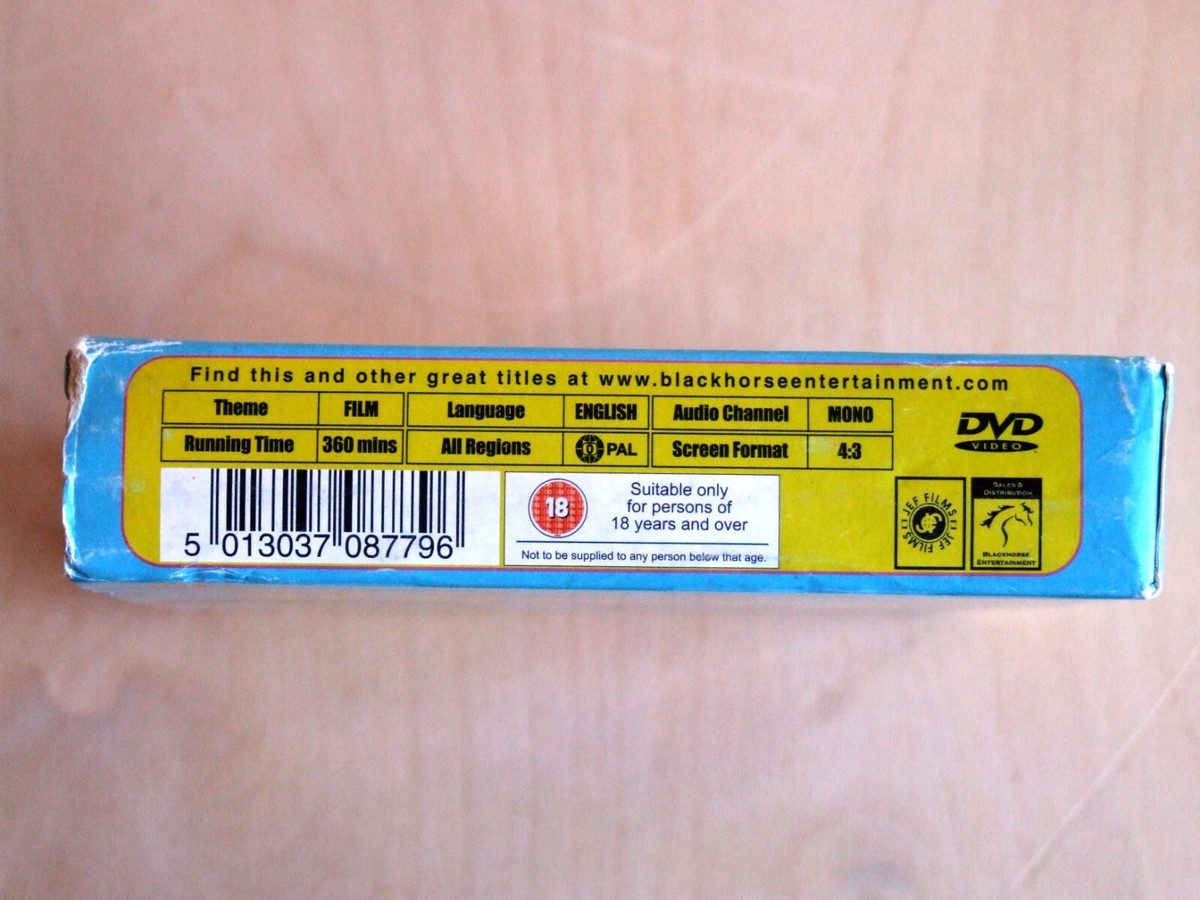 Find this and other great titles at www.blackhorseentertainment.com
Theme FILM Language ENGLISH Audio Channel MONO
Running Time 360 mins All Regions 0 PAL Screen Format 4:3
DVD
VIDEO
5 013037 087796
18
Suitable only
for persons of
18 years and over
Not to be supplied to any person below that age.
JEF FILMS
JEF FILMS
SALES &
DISTRIBUTION
BLACKHORSE
ENTERTAINMENT